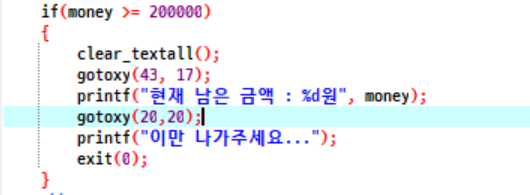 if(money >= 200000)
{
clear_textall();
gotoxy(43, 17);
printf("현재 남은 금액 : %d원", money);
gotoxy(20,20);
printf("이만 나가주세요...");
exit(0);
}